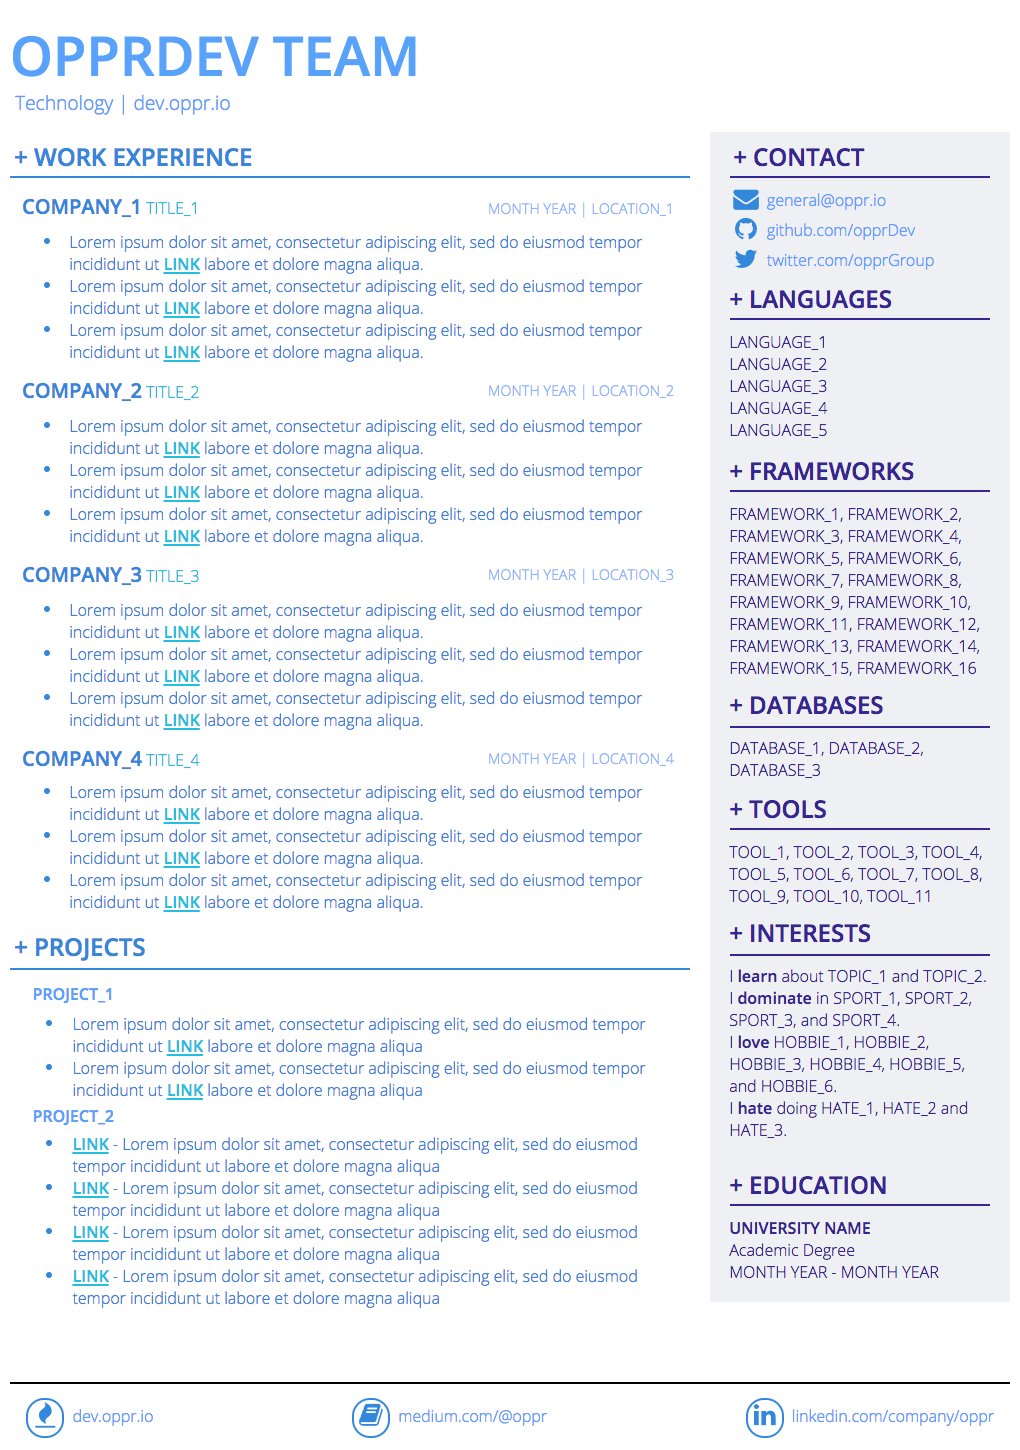 OPPRDEV TEAM
Technology | dev.oppr.io
+ WORK EXPERIENCE
COMPANY_1 TITLE_1 MONTH YEAR | LOCATION_1
• Lorem ipsum dolor sit amet, consectetur adipiscing elit, sed do eiusmod tempor
incididunt ut LINK labore et dolore magna aliqua.
• Lorem ipsum dolor sit amet, consectetur adipiscing elit, sed do eiusmod tempor
incididunt ut LINK labore et dolore magna aliqua.
• Lorem ipsum dolor sit amet, consectetur adipiscing elit, sed do eiusmod tempor
incididunt ut LINK labore et dolore magna aliqua.
COMPANY_2 TITLE_2 MONTH YEAR | LOCATION_2
• Lorem ipsum dolor sit amet, consectetur adipiscing elit, sed do eiusmod tempor
incididunt ut LINK labore et dolore magna aliqua.
• Lorem ipsum dolor sit amet, consectetur adipiscing elit, sed do eiusmod tempor
incididunt ut LINK labore et dolore magna aliqua.
• Lorem ipsum dolor sit amet, consectetur adipiscing elit, sed do eiusmod tempor
incididunt ut LINK labore et dolore magna aliqua.
COMPANY_3 TITLE_3 MONTH YEAR | LOCATION_3
• Lorem ipsum dolor sit amet, consectetur adipiscing elit, sed do eiusmod tempor
incididunt ut LINK labore et dolore magna aliqua.
• Lorem ipsum dolor sit amet, consectetur adipiscing elit, sed do eiusmod tempor
incididunt ut LINK labore et dolore magna aliqua.
• Lorem ipsum dolor sit amet, consectetur adipiscing elit, sed do eiusmod tempor
incididunt ut LINK labore et dolore magna aliqua.
COMPANY_4 TITLE_4 MONTH YEAR | LOCATION_4
• Lorem ipsum dolor sit amet, consectetur adipiscing elit, sed do eiusmod tempor
incididunt ut LINK labore et dolore magna aliqua.
• Lorem ipsum dolor sit amet, consectetur adipiscing elit, sed do eiusmod tempor
incididunt ut LINK labore et dolore magna aliqua.
• Lorem ipsum dolor sit amet, consectetur adipiscing elit, sed do eiusmod tempor
incididunt ut LINK labore et dolore magna aliqua.
+ PROJECTS
PROJECT_1
• Lorem ipsum dolor sit amet, consectetur adipiscing elit, sed do eiusmod tempor
incididunt ut LINK labore et dolore magna aliqua
• Lorem ipsum dolor sit amet, consectetur adipiscing elit, sed do eiusmod tempor
incididunt ut LINK labore et dolore magna aliqua
PROJECT_2
• LINK - Lorem ipsum dolor sit amet, consectetur adipiscing elit, sed do eiusmod
tempor incididunt ut labore et dolore magna aliqua
• LINK - Lorem ipsum dolor sit amet, consectetur adipiscing elit, sed do eiusmod
tempor incididunt ut labore et dolore magna aliqua
• LINK - Lorem ipsum dolor sit amet, consectetur adipiscing elit, sed do eiusmod
tempor incididunt ut labore et dolore magna aliqua
• LINK - Lorem ipsum dolor sit amet, consectetur adipiscing elit, sed do eiusmod
tempor incididunt ut labore et dolore magna aliqua
+ CONTACT
general@oppr.io
github.com/opprDev
twitter.com/opprGroup
+ LANGUAGES
LANGUAGE_1
LANGUAGE_2
LANGUAGE_3
LANGUAGE_4
LANGUAGE_5
+ FRAMEWORKS
FRAMEWORK_1, FRAMEWORK_2,
FRAMEWORK_3, FRAMEWORK_4,
FRAMEWORK_5, FRAMEWORK_6,
FRAMEWORK_7, FRAMEWORK_8,
FRAMEWORK_9, FRAMEWORK_10,
FRAMEWORK_11, FRAMEWORK_12,
FRAMEWORK_13, FRAMEWORK_14,
FRAMEWORK_15, FRAMEWORK_16
+ DATABASES
DATABASE_1, DATABASE_2,
DATABASE_3
+ TOOLS
TOOL_1, TOOL_2, TOOL_3, TOOL_4,
TOOL_5, TOOL_6, TOOL_7, TOOL_8,
TOOL_9, TOOL_10, TOOL_11
+ INTERESTS
I learn about TOPIC_1 and TOPIC_2.
I dominate in SPORT_1, SPORT_2,
SPORT_3, and SPORT_4.
I love HOBBIE_1, HOBBIE_2,
HOBBIE_3, HOBBIE_4, HOBBIE_5,
and HOBBIE_6.
I hate doing HATE_1, HATE_2 and
HATE_3.
+ EDUCATION
UNIVERSITY NAME
Academic Degree
MONTH YEAR - MONTH YEAR
dev.oppr.io
medium.com/@oppr
in linkedin.com/company/oppr